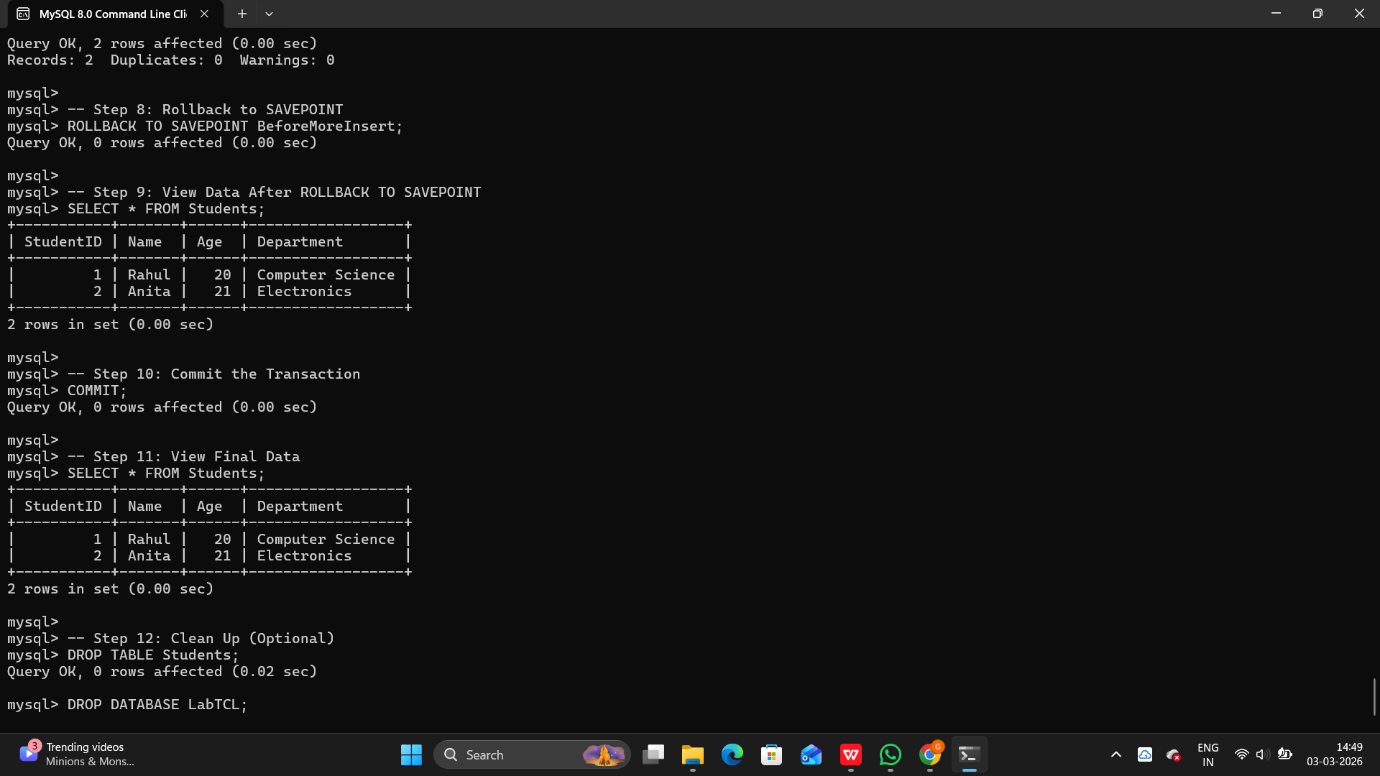 MySQL 8.0 Command Line Cli
Query OK, 2 rows affected (0.00 sec)
Records: 2  Duplicates: 0  Warnings: 0
mysql>
mysql> -- Step 8: Rollback to SAVEPOINT
mysql> ROLLBACK TO SAVEPOINT BeforeMoreInsert;
Query OK, 0 rows affected (0.00 sec)
mysql>
mysql> -- Step 9: View Data After ROLLBACK TO SAVEPOINT
mysql> SELECT * FROM Students;
+-----------+-------+------+------------------+
| StudentID | Name  | Age  | Department       |
+-----------+-------+------+------------------+
|         1 | Rahul |   20 | Computer Science |
|         2 | Anita |   21 | Electronics      |
+-----------+-------+------+------------------+
2 rows in set (0.00 sec)
mysql>
mysql> -- Step 10: Commit the Transaction
mysql> COMMIT;
Query OK, 0 rows affected (0.00 sec)
mysql>
mysql> -- Step 11: View Final Data
mysql> SELECT * FROM Students;
+-----------+-------+------+------------------+
| StudentID | Name  | Age  | Department       |
+-----------+-------+------+------------------+
|         1 | Rahul |   20 | Computer Science |
|         2 | Anita |   21 | Electronics      |
+-----------+-------+------+------------------+
2 rows in set (0.00 sec)
mysql>
mysql> -- Step 12: Clean Up (Optional)
mysql> DROP TABLE Students;
Query OK, 0 rows affected (0.02 sec)
mysql> DROP DATABASE LabTCL;
3
Trending videos
Minions & Mons...
Search
W
G
ENG
IN
14:49
03-03-2026